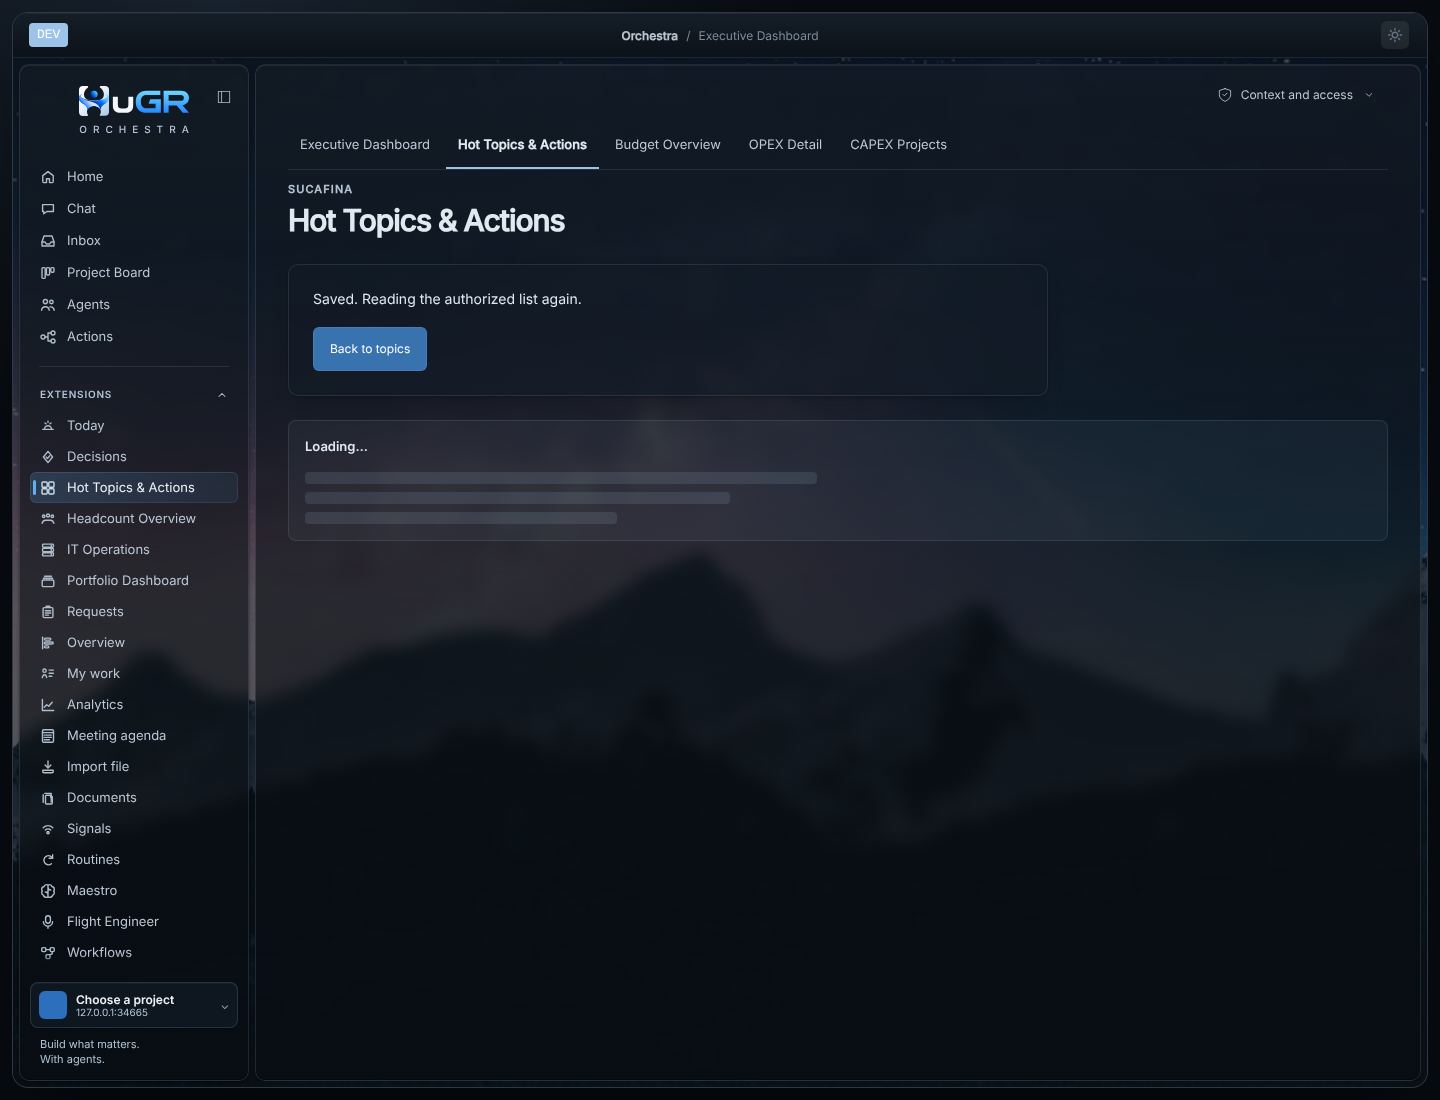 DEV
Orchestra / Executive Dashboard
HuGR
ORCHESTRA
Context and access
Executive Dashboard
Hot Topics & Actions
Budget Overview
OPEX Detail
CAPEX Projects
SUCAFINA
Hot Topics & Actions
Saved. Reading the authorized list again.
Back to topics
Loading...
Home
Chat
Inbox
Project Board
Agents
Actions
EXTENSIONS
Today
Decisions
Hot Topics & Actions
Headcount Overview
IT Operations
Portfolio Dashboard
Requests
Overview
My work
Analytics
Meeting agenda
Import file
Documents
Signals
Routines
Maestro
Flight Engineer
Workflows
Choose a project
127.0.0.1:34665
Build what matters.
With agents.